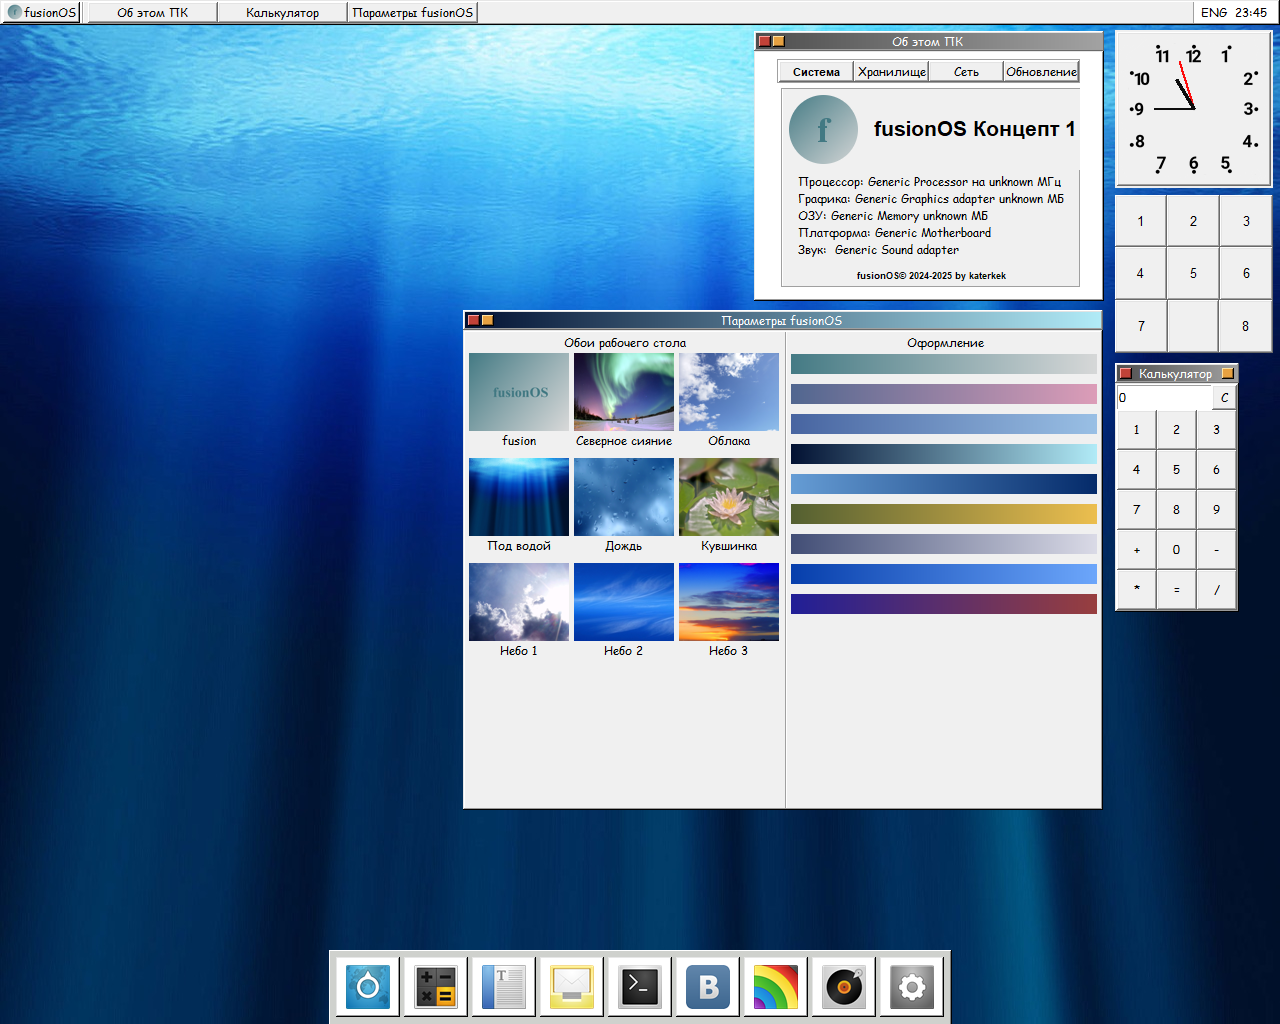 fusionOS Об этом ПК Калькулятор Параметры fusionOS ENG 23:45
Об этом ПК
Система Хранилище Сеть Обновление
f
fusionOS Концепт 1
Процессор: Generic Processor на unknown МГц
Графика: Generic Graphics adapter unknown МБ
ОЗУ: Generic Memory unknown МБ
Платформа: Generic Motherboard
Звук: Generic Sound adapter
fusionOS© 2024-2025 by katerkek
11 12 1
10 2
9 3
8 4
7 6 5
1 2 3
4 5 6
7 8
Параметры fusionOS
Обои рабочего стола
fusionOS
fusion Северное сияние Облака
Под водой Дождь Кувшинка
Небо 1 Небо 2 Небо 3
Оформление
Калькулятор
0 C
1 2 3
4 5 6
7 8 9
+ 0 -
* = /
T
>_
B